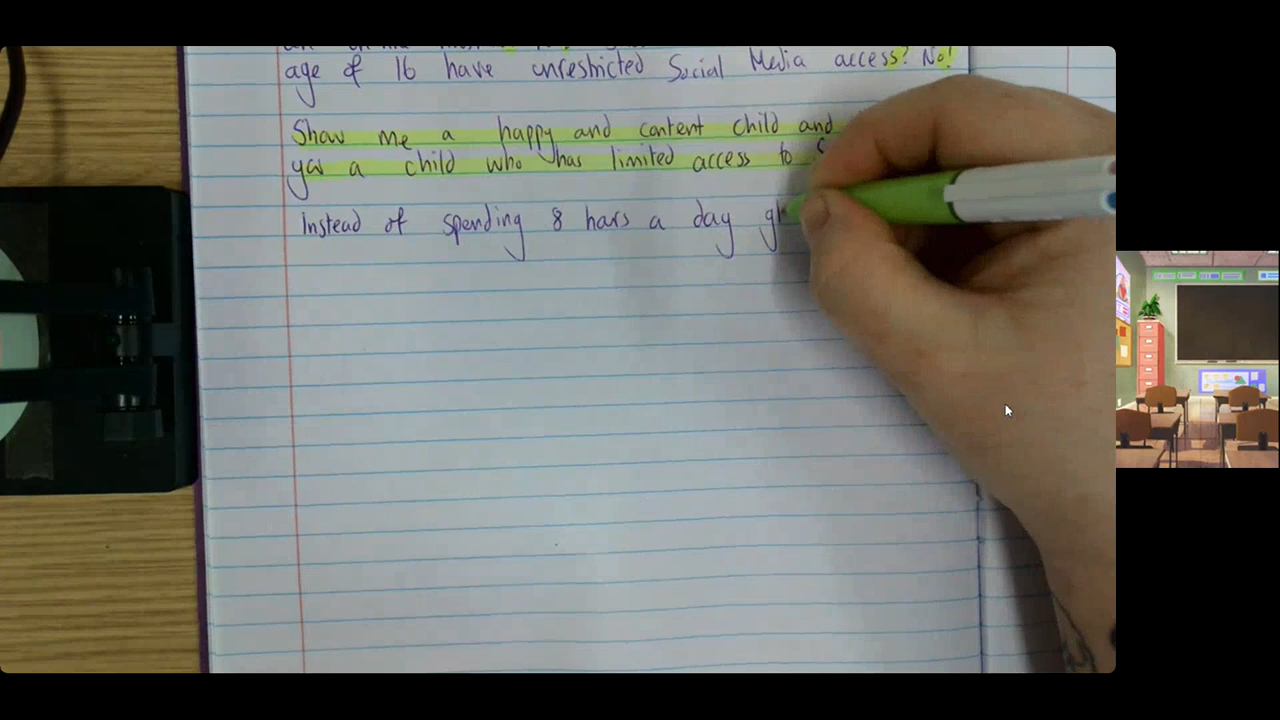 age of 16 have unrestricted Social Media access? No!
Show me a happy and content child and
you a child who has limited access to
Instead of spending 8 hours a day